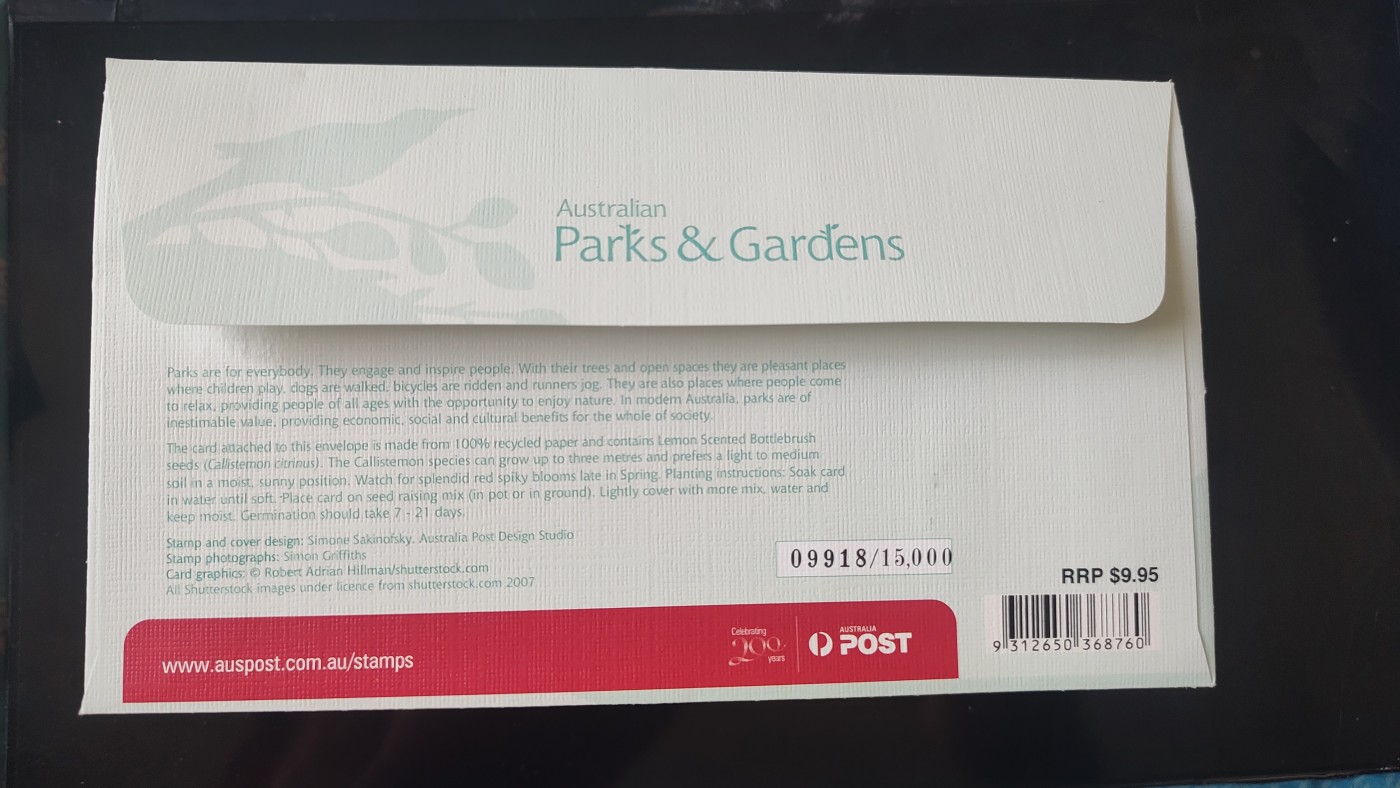 Australian
Parks & Gardens
Parks are for everybody. They engage and inspire people. With their trees and open spaces they are pleasant places
where children play, dogs are walked, bicycles are ridden and runners jog. They are also places where people come
to relax, providing people of all ages with the opportunity to enjoy nature. In modern Australia, parks are of
inestimable value, providing economic, social and cultural benefits for the whole of society.
The card attached to this envelope is made from 100% recycled paper and contains Lemon Scented Bottlebrush
seeds (Callistemon citrinus). The Callistemon species can grow up to three metres and prefers a light to medium
soil in a moist, sunny position. Watch for splendid red spiky blooms late in Spring. Planting instructions: Soak card
in water until soft. Place card on seed raising mix (in pot or in ground). Lightly cover with more mix, water and
keep moist. Germination should take 7 - 21 days.
Stamp and cover design: Simone Sakinofsky, Australia Post Design Studio
Stamp photographs: Simon Griffiths
Card graphics: © Robert Adrian Hillman/shutterstock.com
All Shutterstock images under licence from shutterstock.com 2007
09918/15,000
RRP $9.95
9 312650 368760
www.auspost.com.au/stamps
Celebrating
200
years
AUSTRALIA
POST